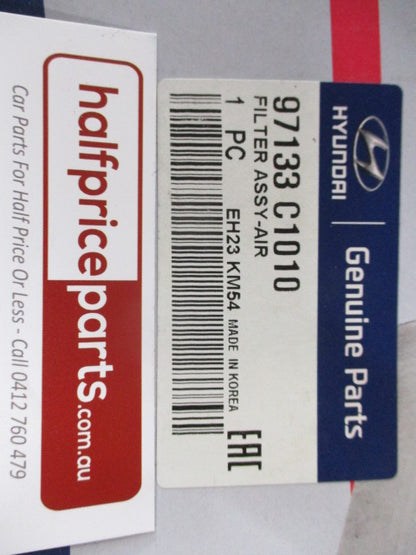 HYUNDAI
Genuine Parts
97133 C1010
FILTER ASSY-AIR
1 PC EH23 KM54 MADE IN KOREA
EAC
halfpriceparts.com.au
Car Parts For Half Price Or Less - Call 0412 760 479